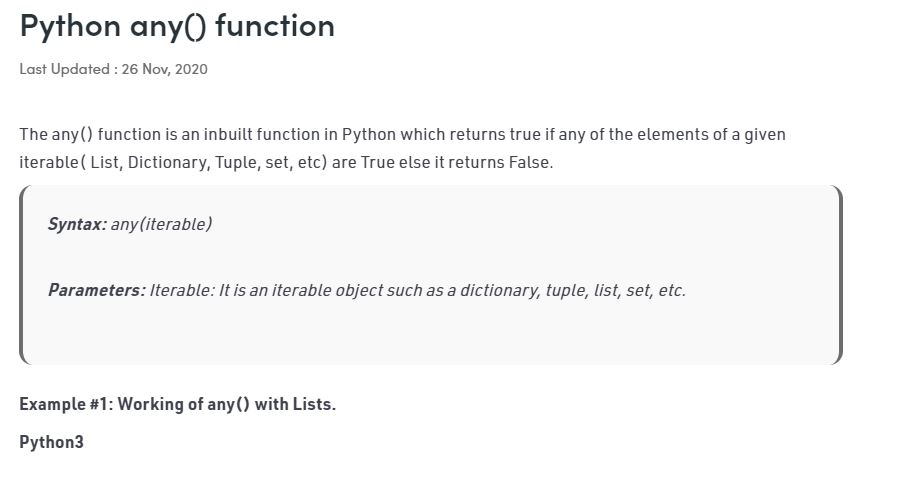 Python any() function
Last Updated : 26 Nov, 2020
The any() function is an inbuilt function in Python which returns true if any of the elements of a given
iterable( List, Dictionary, Tuple, set, etc) are True else it returns False.
Syntax: any(iterable)
Parameters: Iterable: It is an iterable object such as a dictionary, tuple, list, set, etc.
Example #1: Working of any() with Lists.
Python3